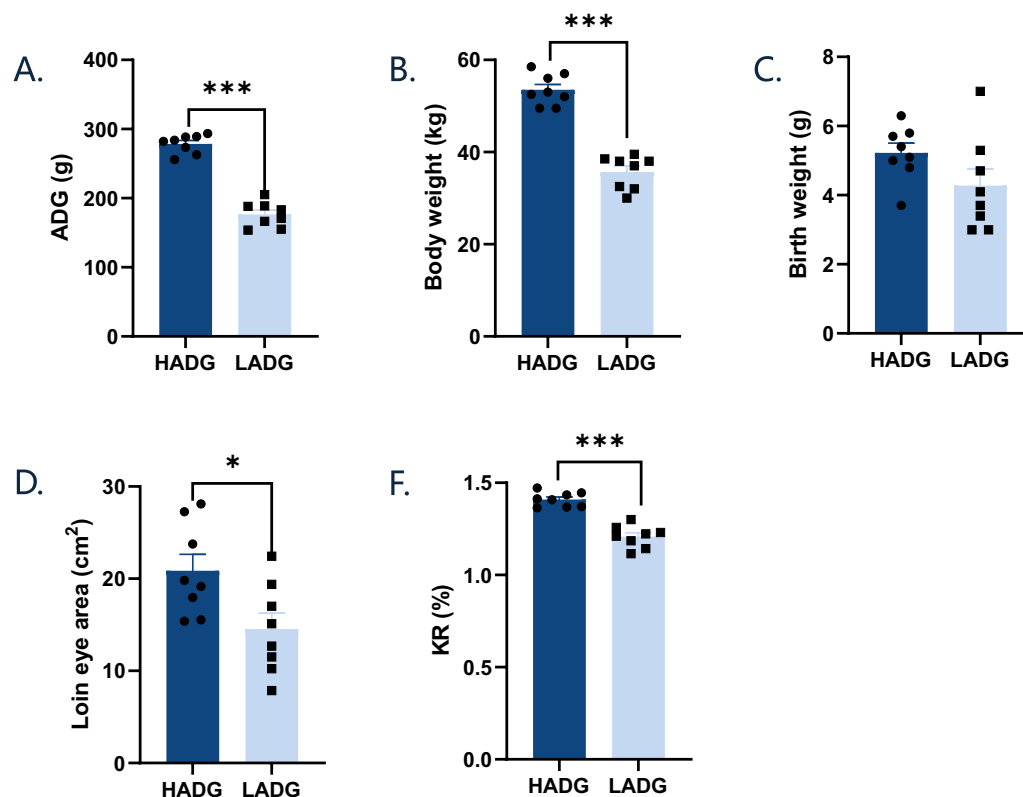 A.
ADG (g)
400
300
200
100
0
***
HADG LADG
B.
Body weight (kg)
60
40
20
0
***
HADG LADG
C.
Birth weight (g)
8
6
4
2
0
HADG LADG
D.
Loin eye area (cm²)
30
20
10
0
*
HADG LADG
F.
KR (%)
1.5
1.0
0.5
0.0
***
HADG LADG